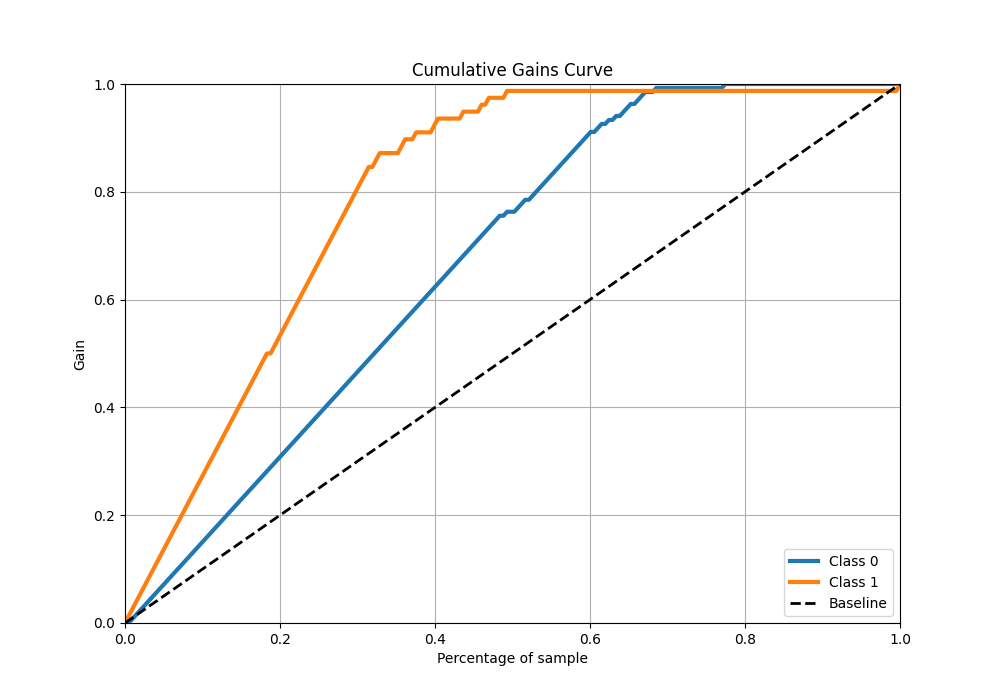 Cumulative Gains Curve
1.0
0.8
0.6
0.4
0.2
0.0
Gain
0.0 0.2 0.4 0.6 0.8 1.0
Percentage of sample
Class 0
Class 1
Baseline